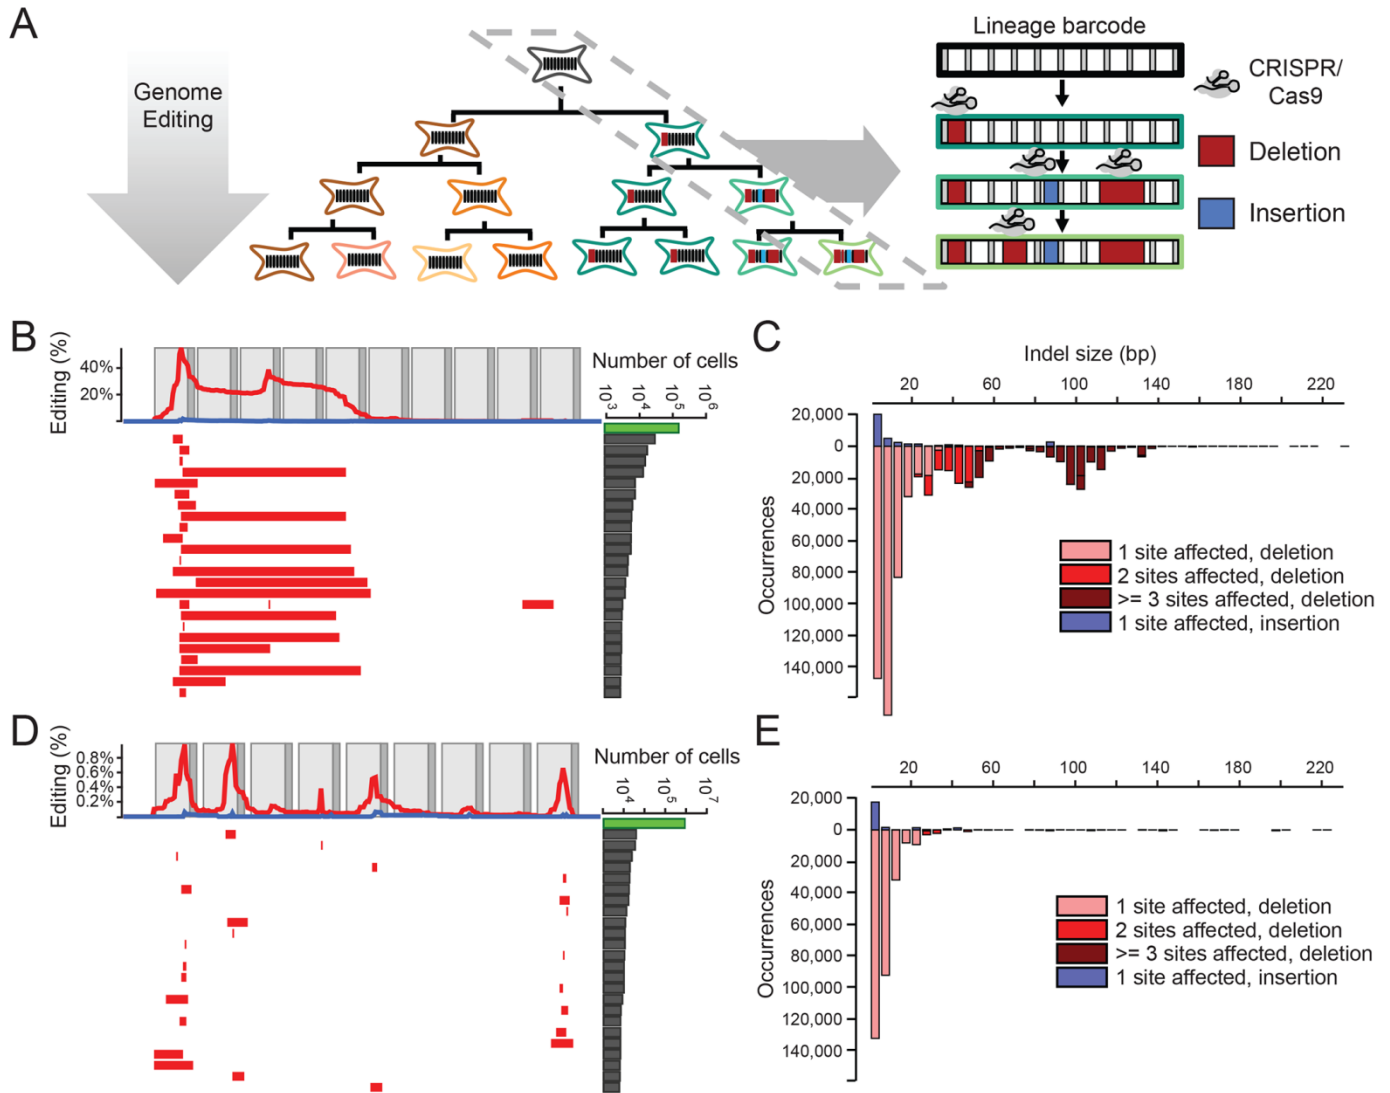 A
Genome
Editing
Lineage barcode
CRISPR/
Cas9
Deletion
Insertion
B
Editing (%)
40%
20%
Number of cells
10³ 10⁴ 10⁵ 10⁶
C
Indel size (bp)
20 60 100 140 180 220
20,000
0
20,000
40,000
60,000
80,000
100,000
120,000
140,000
Occurrences
1 site affected, deletion
2 sites affected, deletion
>= 3 sites affected, deletion
1 site affected, insertion
D
Editing (%)
0.8%
0.6%
0.4%
0.2%
Number of cells
10⁴ 10⁶ 10⁷
E
20 60 100 140 180 220
20,000
0
20,000
40,000
60,000
80,000
100,000
120,000
140,000
Occurrences
1 site affected, deletion
2 sites affected, deletion
>= 3 sites affected, deletion
1 site affected, insertion